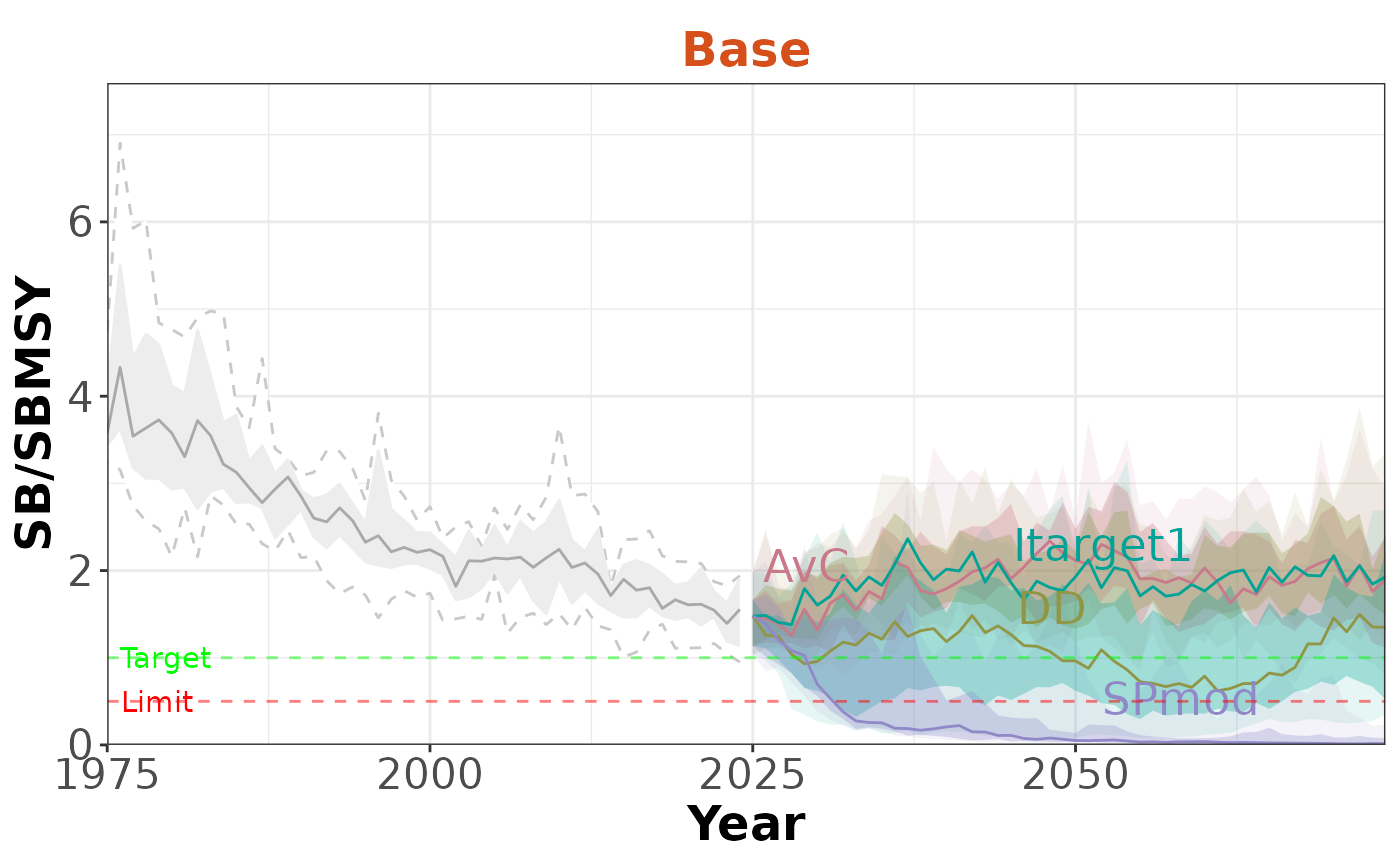 Base
SB/SBMSY
6
4
2
0
AvC
Itarget1
DD
SPmod
Target
Limit
1975
2000
2025
2050
Year